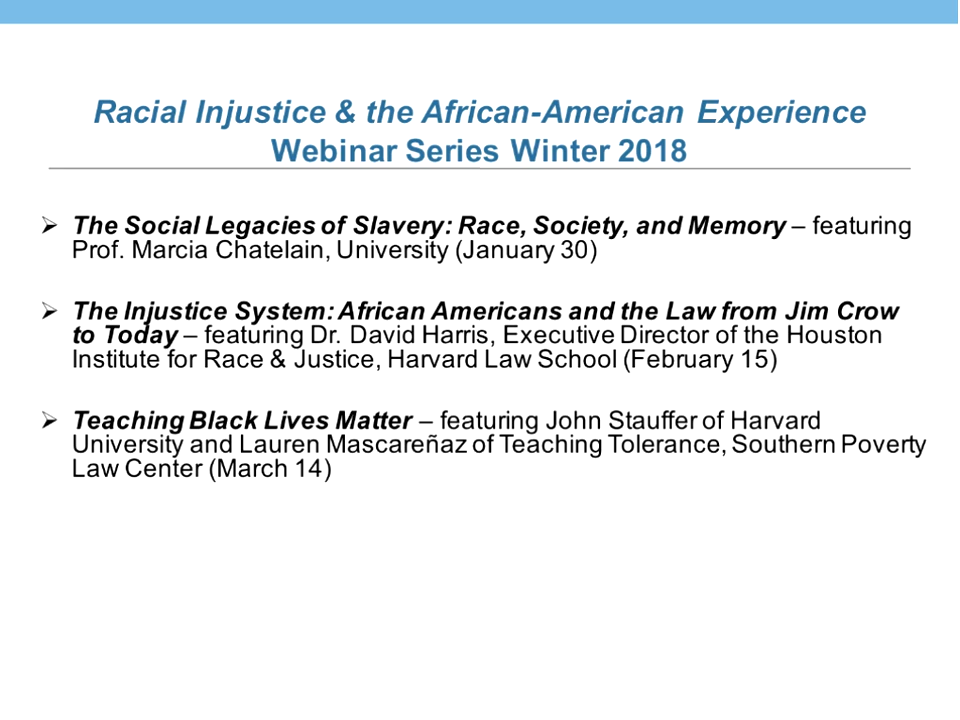 Racial Injustice & the African-American Experience
Webinar Series Winter 2018
The Social Legacies of Slavery: Race, Society, and Memory – featuring
Prof. Marcia Chatelain, University (January 30)
The Injustice System: African Americans and the Law from Jim Crow
to Today – featuring Dr. David Harris, Executive Director of the Houston
Institute for Race & Justice, Harvard Law School (February 15)
Teaching Black Lives Matter – featuring John Stauffer of Harvard
University and Lauren Mascareñaz of Teaching Tolerance, Southern Poverty
Law Center (March 14)